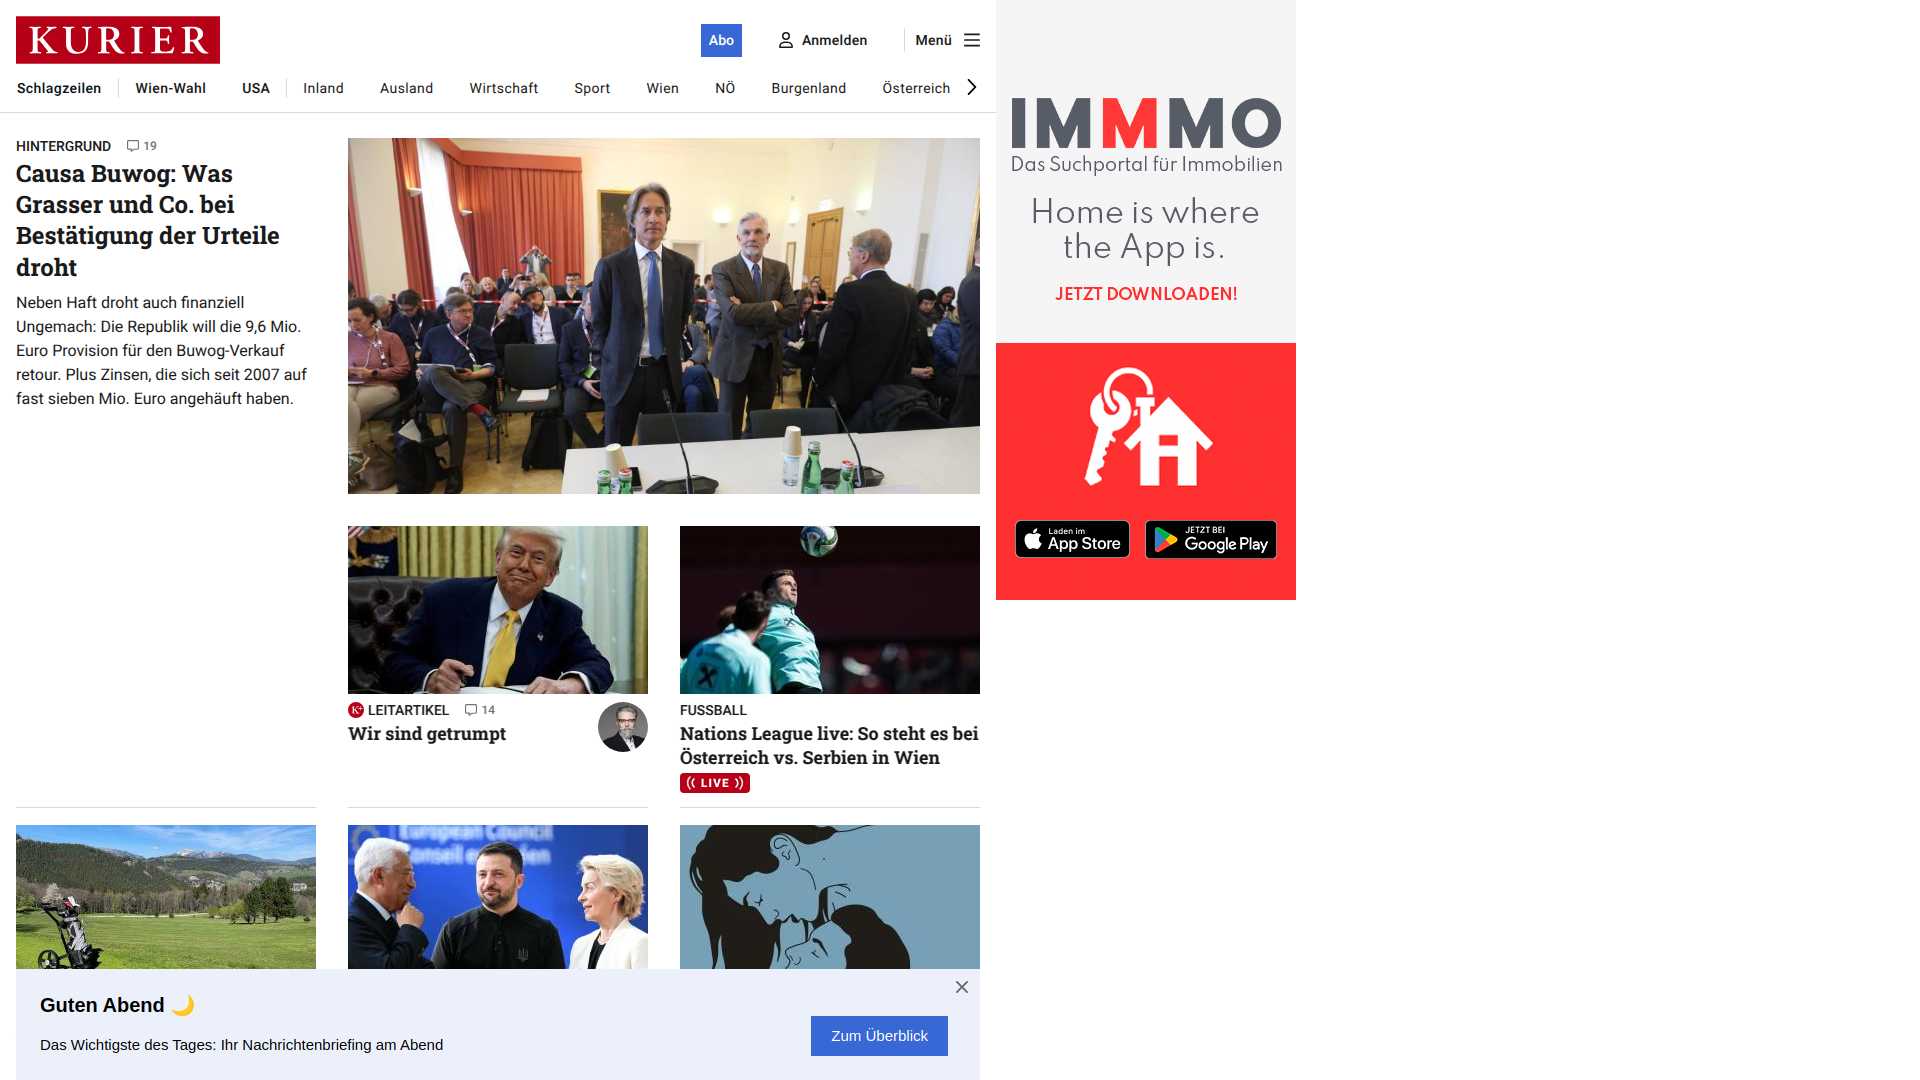 KURIER
Abo
Anmelden
Menü
Schlagzeilen
Wien-Wahl
USA
Inland
Ausland
Wirtschaft
Sport
Wien
NÖ
Burgenland
Österreich
HINTERGRUND 19
Causa Buwog: Was
Grasser und Co. bei
Bestätigung der Urteile
droht
Neben Haft droht auch finanziell
Ungemach: Die Republik will die 9,6 Mio.
Euro Provision für den Buwog-Verkauf
retour. Plus Zinsen, die sich seit 2007 auf
fast sieben Mio. Euro angehäuft haben.
K+ LEITARTIKEL 14
Wir sind getrumpt
FUSSBALL
Nations League live: So steht es bei
Österreich vs. Serbien in Wien
LIVE
European Council
Guten Abend 🌙
Das Wichtigste des Tages: Ihr Nachrichtenbriefing am Abend
Zum Überblick
IMMMO
Das Suchportal für Immobilien
Home is where
the App is.
JETZT DOWNLOADEN!
Laden im
App Store
JETZT BEI
Google Play